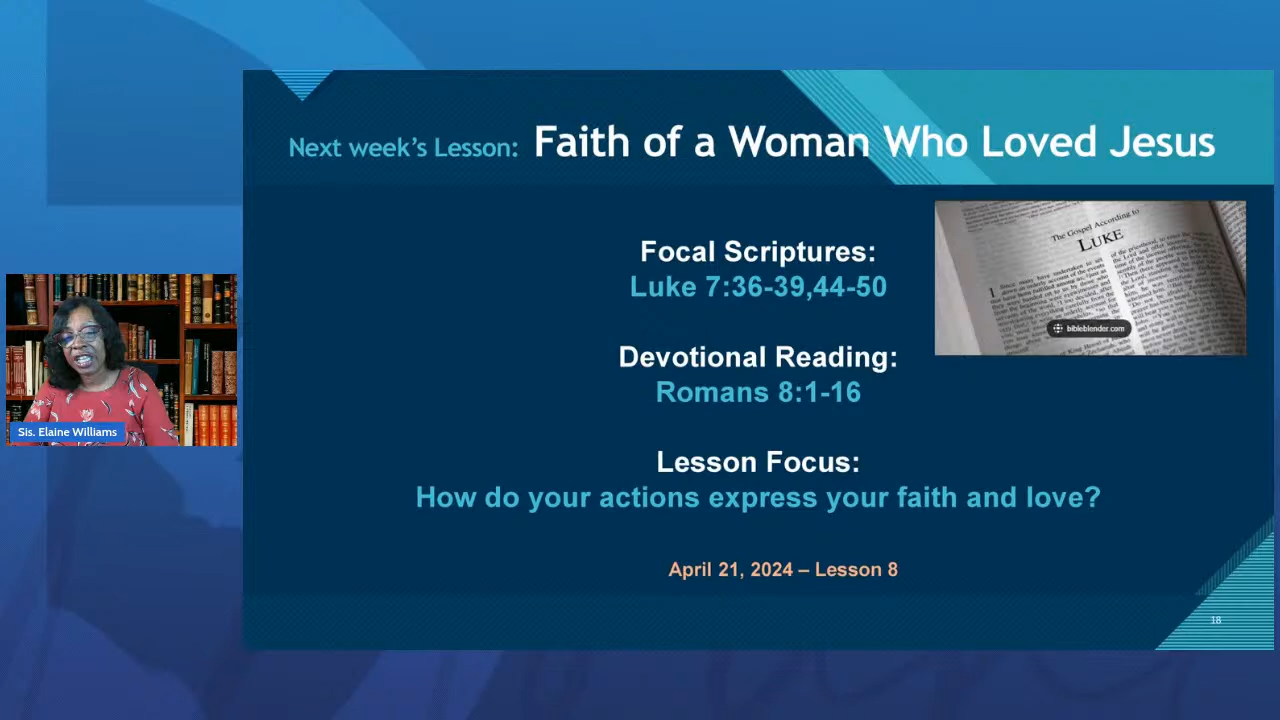 Next week's Lesson: Faith of a Woman Who Loved Jesus
Focal Scriptures:
Luke 7:36-39,44-50
The Gospel According to
LUKE
bibleblender.com
Devotional Reading:
Romans 8:1-16
Sis. Elaine Williams
Lesson Focus:
How do your actions express your faith and love?
April 21, 2024 – Lesson 8
18